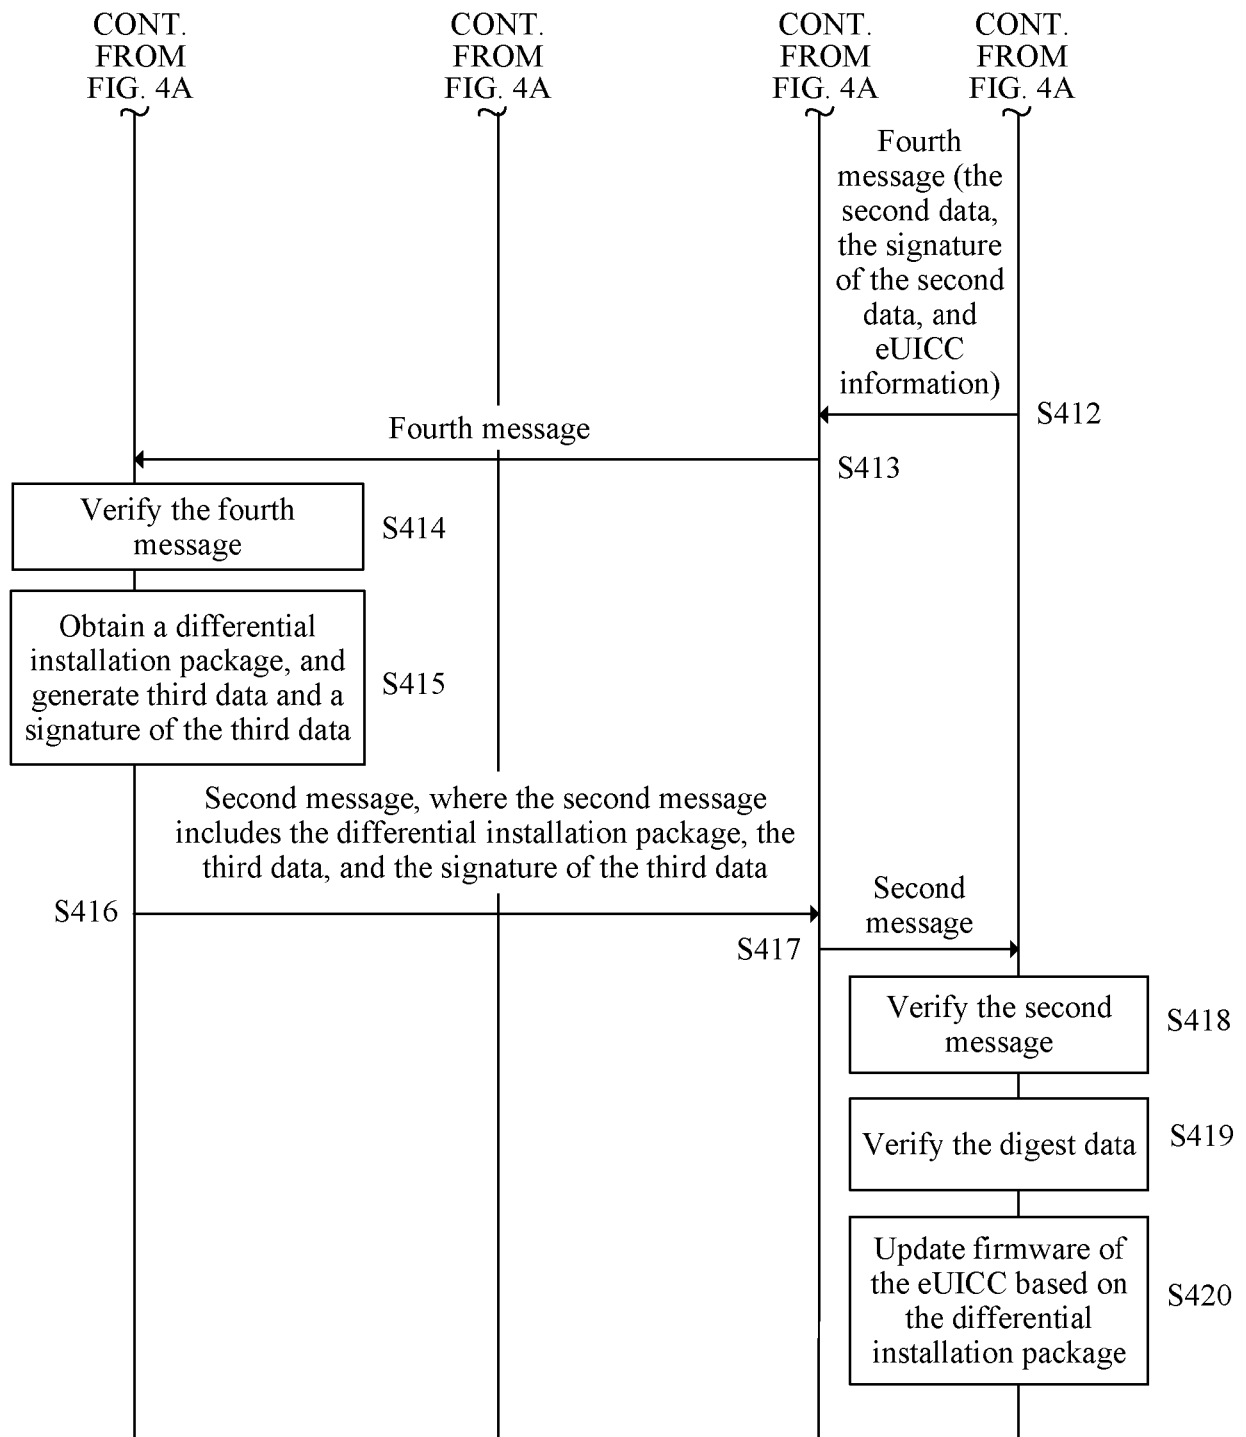 CONT.
FROM
FIG. 4A
CONT.
FROM
FIG. 4A
CONT.
FROM
FIG. 4A
CONT.
FROM
FIG. 4A
Fourth
message (the
second data,
the signature
of the second
data, and
eUICC
information)
S412
Fourth message
S413
Verify the fourth
message
S414
Obtain a differential
installation package, and
generate third data and a
signature of the third data
S415
Second message, where the second message
includes the differential installation package, the
third data, and the signature of the third data
S416
Second
message
S417
Verify the second
message
S418
Verify the digest data
S419
Update firmware of
the eUICC based on
the differential
installation package
S420